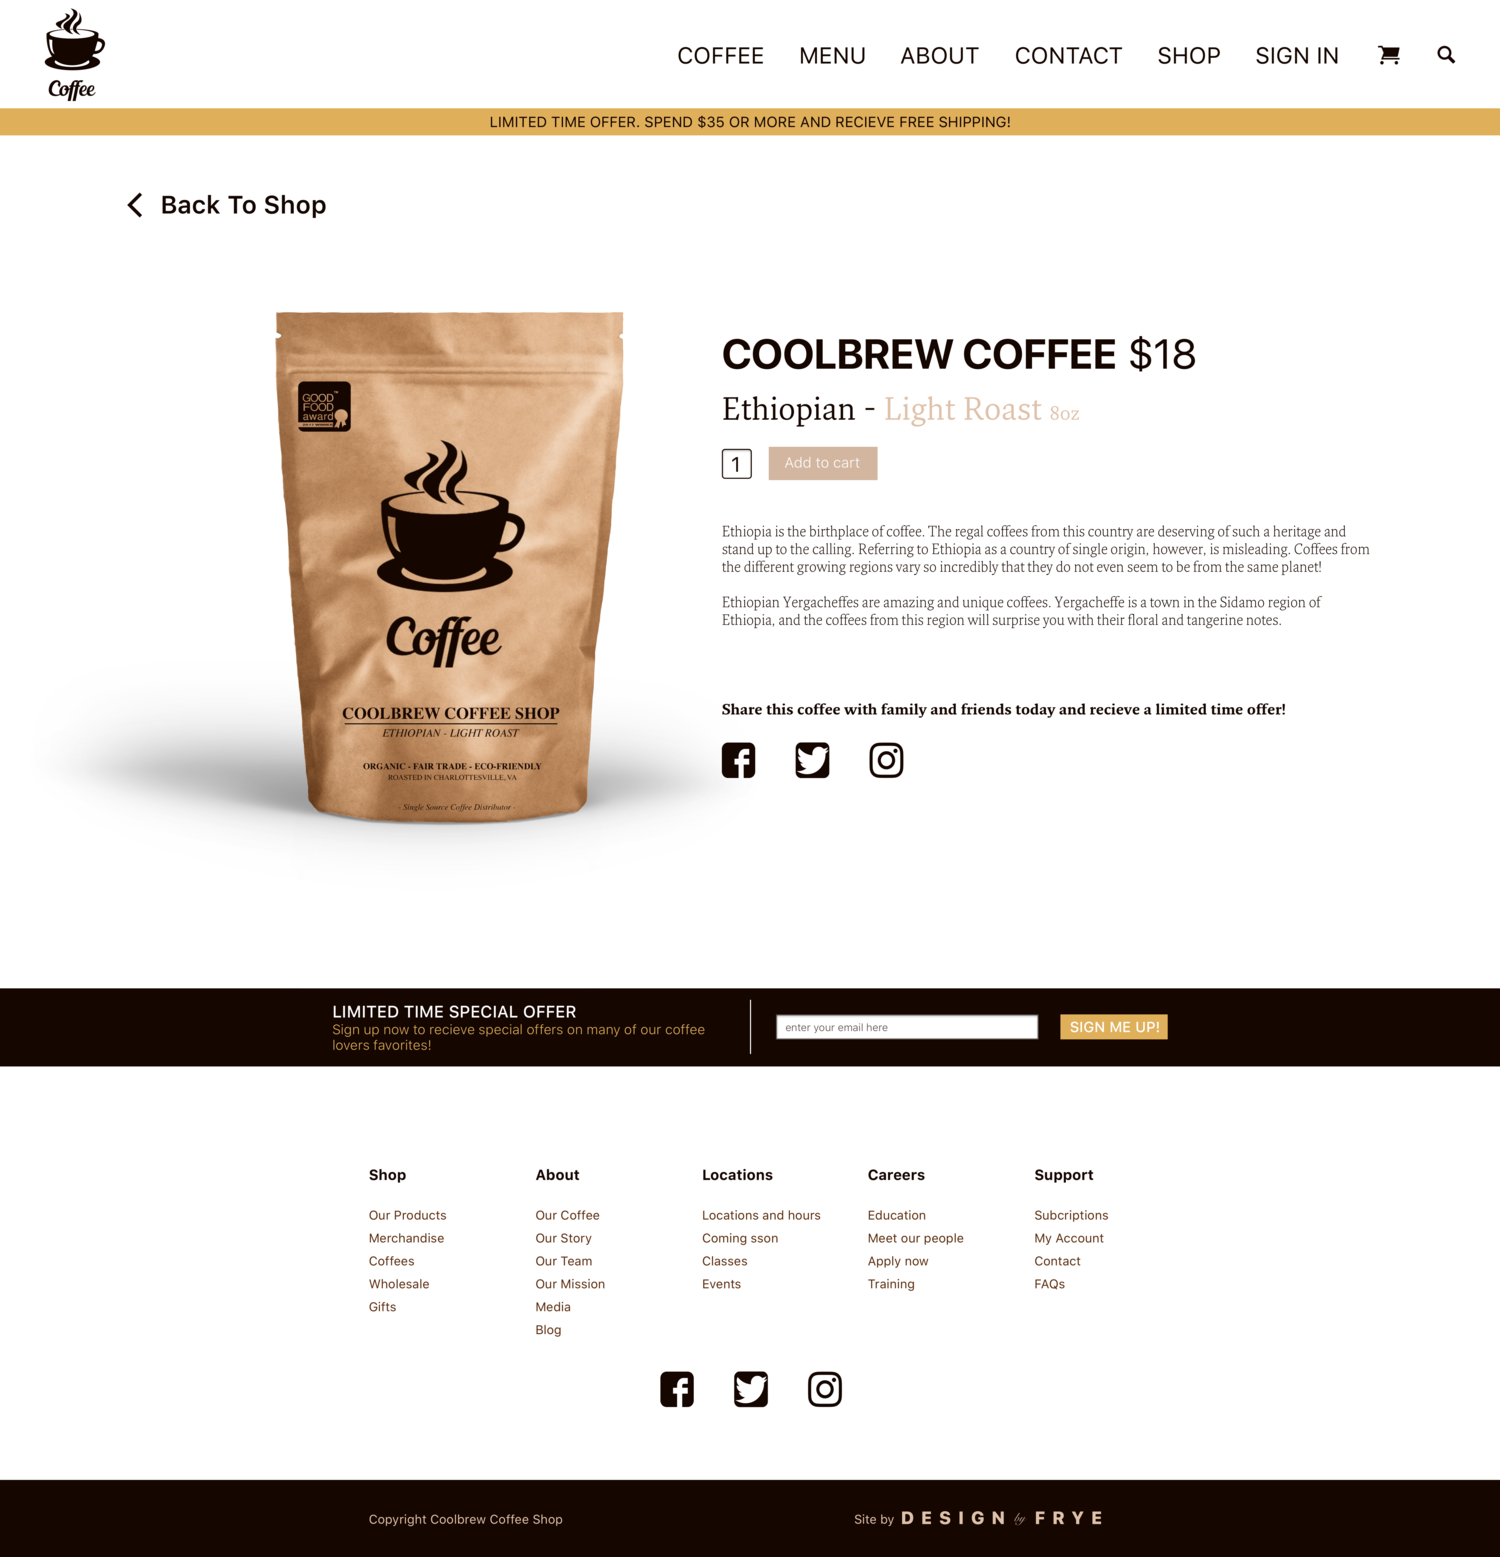 Coffee
COFFEE MENU ABOUT CONTACT SHOP SIGN IN
LIMITED TIME OFFER. SPEND $35 OR MORE AND RECIEVE FREE SHIPPING!
Back To Shop
GOOD
FOOD
award
Coffee
COOLBREW COFFEE SHOP
ETHIOPIAN - LIGHT ROAST
ORGANIC - FAIR TRADE - ECO-FRIENDLY
ROASTED IN CHARLOTTESVILLE, VA
- Single Source Coffee Distributor -
COOLBREW COFFEE $18
Ethiopian - Light Roast 8oz
1 Add to cart
Ethiopia is the birthplace of coffee. The regal coffees from this country are deserving of such a heritage and
stand up to the calling. Referring to Ethiopia as a country of single origin, however, is misleading. Coffees from
the different growing regions vary so incredibly that they do not even seem to be from the same planet!
Ethiopian Yergacheffes are amazing and unique coffees. Yergacheffe is a town in the Sidamo region of
Ethiopia, and the coffees from this region will surprise you with their floral and tangerine notes.
Share this coffee with family and friends today and recieve a limited time offer!
LIMITED TIME SPECIAL OFFER
Sign up now to recieve special offers on many of our coffee
lovers favorites!
enter your email here
SIGN ME UP!
Shop
Our Products
Merchandise
Coffees
Wholesale
Gifts
About
Our Coffee
Our Story
Our Team
Our Mission
Media
Blog
Locations
Locations and hours
Coming sson
Classes
Events
Careers
Education
Meet our people
Apply now
Training
Support
Subcriptions
My Account
Contact
FAQs
Copyright Coolbrew Coffee Shop
Site by DESIGN by FRYE